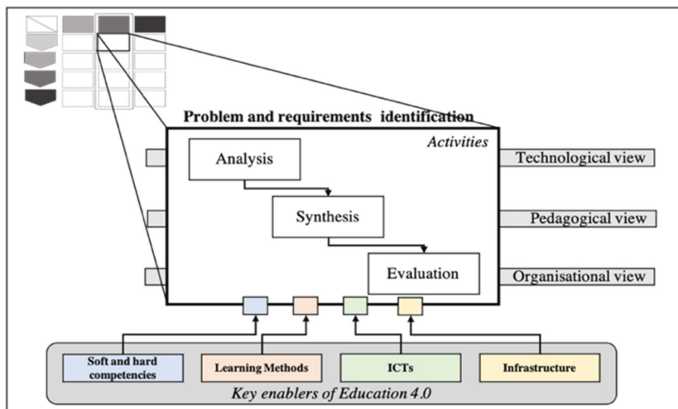 Problem and requirements identification
Activities
Analysis
Technological view
Synthesis
Pedagogical view
Evaluation
Organisational view
Soft and hard
competencies
Learning Methods
ICTs
Infrastructure
Key enablers of Education 4.0